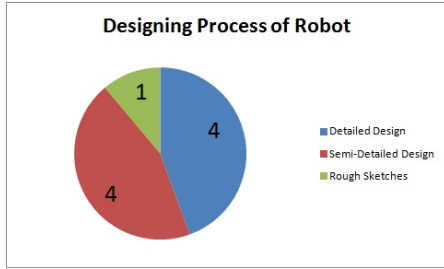 Designing Process of Robot
1
4
4
Detailed Design
Semi-Detailed Design
Rough Sketches